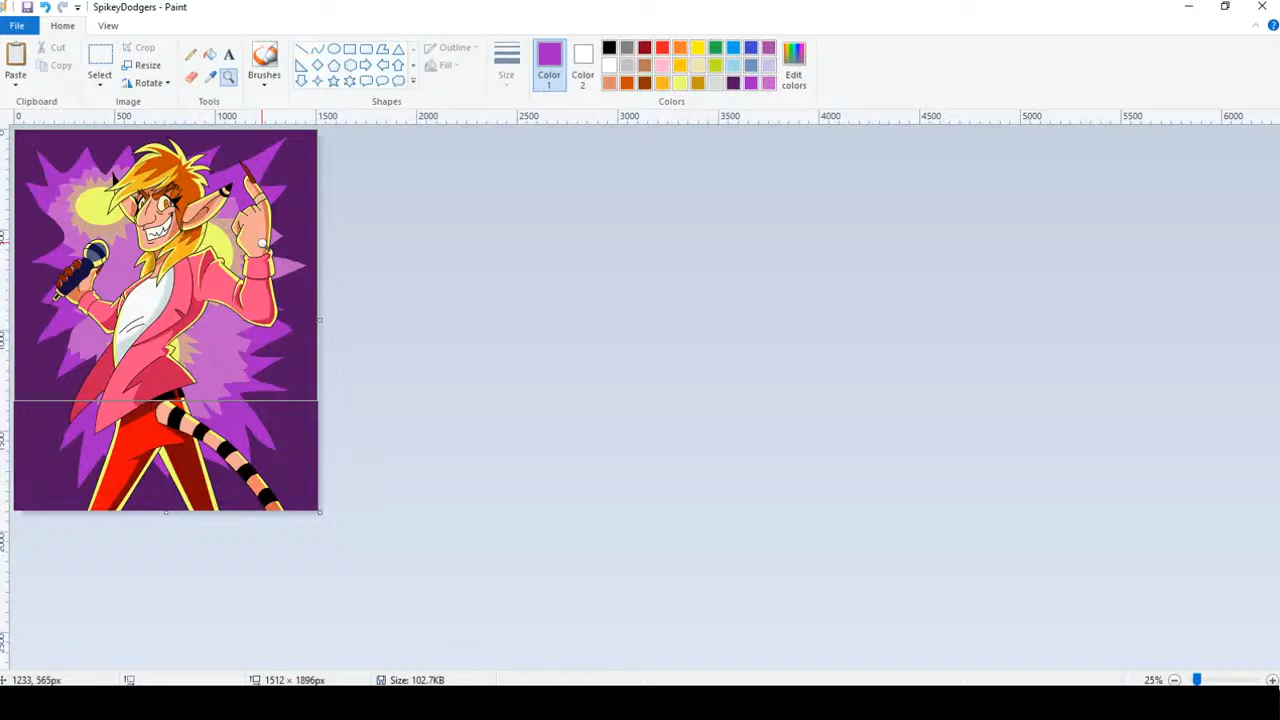 SpikeyDodgers - Paint
File Home View
Paste Cut Copy Select Crop Resize Rotate A Brushes Outline Fill Size Color 1 Color 2 Edit colors
Clipboard Image Tools Shapes Colors
0 500 1000 1500 2000 2500 3000 3500 4000 4500 5000 5500 6000
1233, 565px 1512 × 1896px Size: 102.7KB 25%